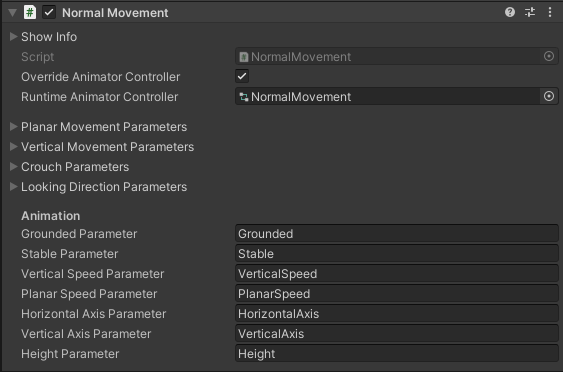 Normal Movement
Show Info
Script NormalMovement
Override Animator Controller
Runtime Animator Controller NormalMovement
Planar Movement Parameters
Vertical Movement Parameters
Crouch Parameters
Looking Direction Parameters
Animation
Grounded Parameter Grounded
Stable Parameter Stable
Vertical Speed Parameter VerticalSpeed
Planar Speed Parameter PlanarSpeed
Horizontal Axis Parameter HorizontalAxis
Vertical Axis Parameter VerticalAxis
Height Parameter Height